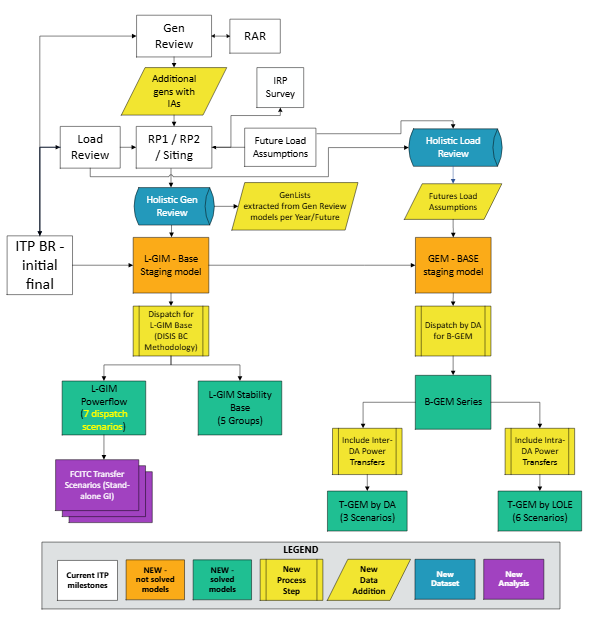 Gen
Review
RAR
Additional
gens with
IAs
IRP
Survey
Load
Review
RP1 / RP2
/ Siting
Future Load
Assumptions
Holistic Load
Review
Holistic Gen
Review
GenLists
extracted from Gen Review
models per Year/Future
Futures Load
Assumptions
ITP BR -
initial
final
L-GIM - Base
Staging model
GEM - BASE
staging model
Dispatch for
L-GIM Base
(DISIS BC
Methodology)
Dispatch by DA
for B-GEM
L-GIM
Powerflow
(7 dispatch
scenarios)
L-GIM Stability
Base
(5 Groups)
B-GEM Series
FCITC Transfer
Scenarios (Stand-
alone GI)
Include Inter-
DA Power
Transfers
Include Intra-
DA Power
Transfers
T-GEM by DA
(3 Scenarios)
T-GEM by LOLE
(6 Scenarios)
LEGEND
Current ITP
milestones
NEW -
not solved
models
NEW -
solved
models
New
Process
Step
New
Data
Addition
New
Dataset
New
Analysis